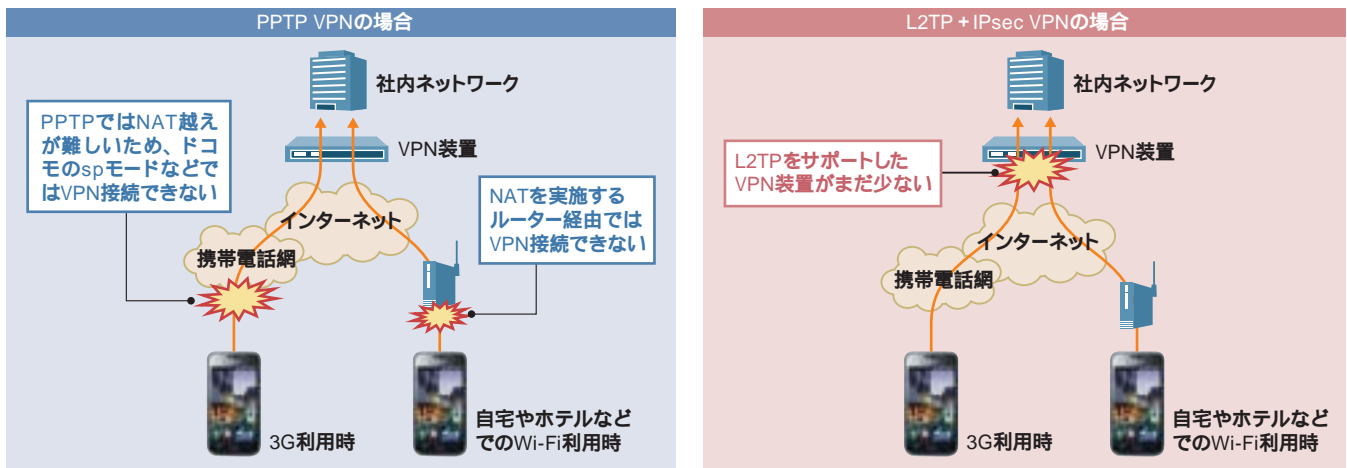 PPTP VPNの場合
社内ネットワーク
PPTPではNAT越え
が難しいため、ドコ
モのspモードなどで
はVPN接続できない
VPN装置
NATを実施する
ルーター経由では
VPN接続できない
インターネット
携帯電話網
3G利用時
自宅やホテルなど
でのWi-Fi利用時
L2TP+IPsec VPNの場合
社内ネットワーク
L2TPをサポートした
VPN装置がまだ少ない
VPN装置
インターネット
携帯電話網
3G利用時
自宅やホテルなど
でのWi-Fi利用時